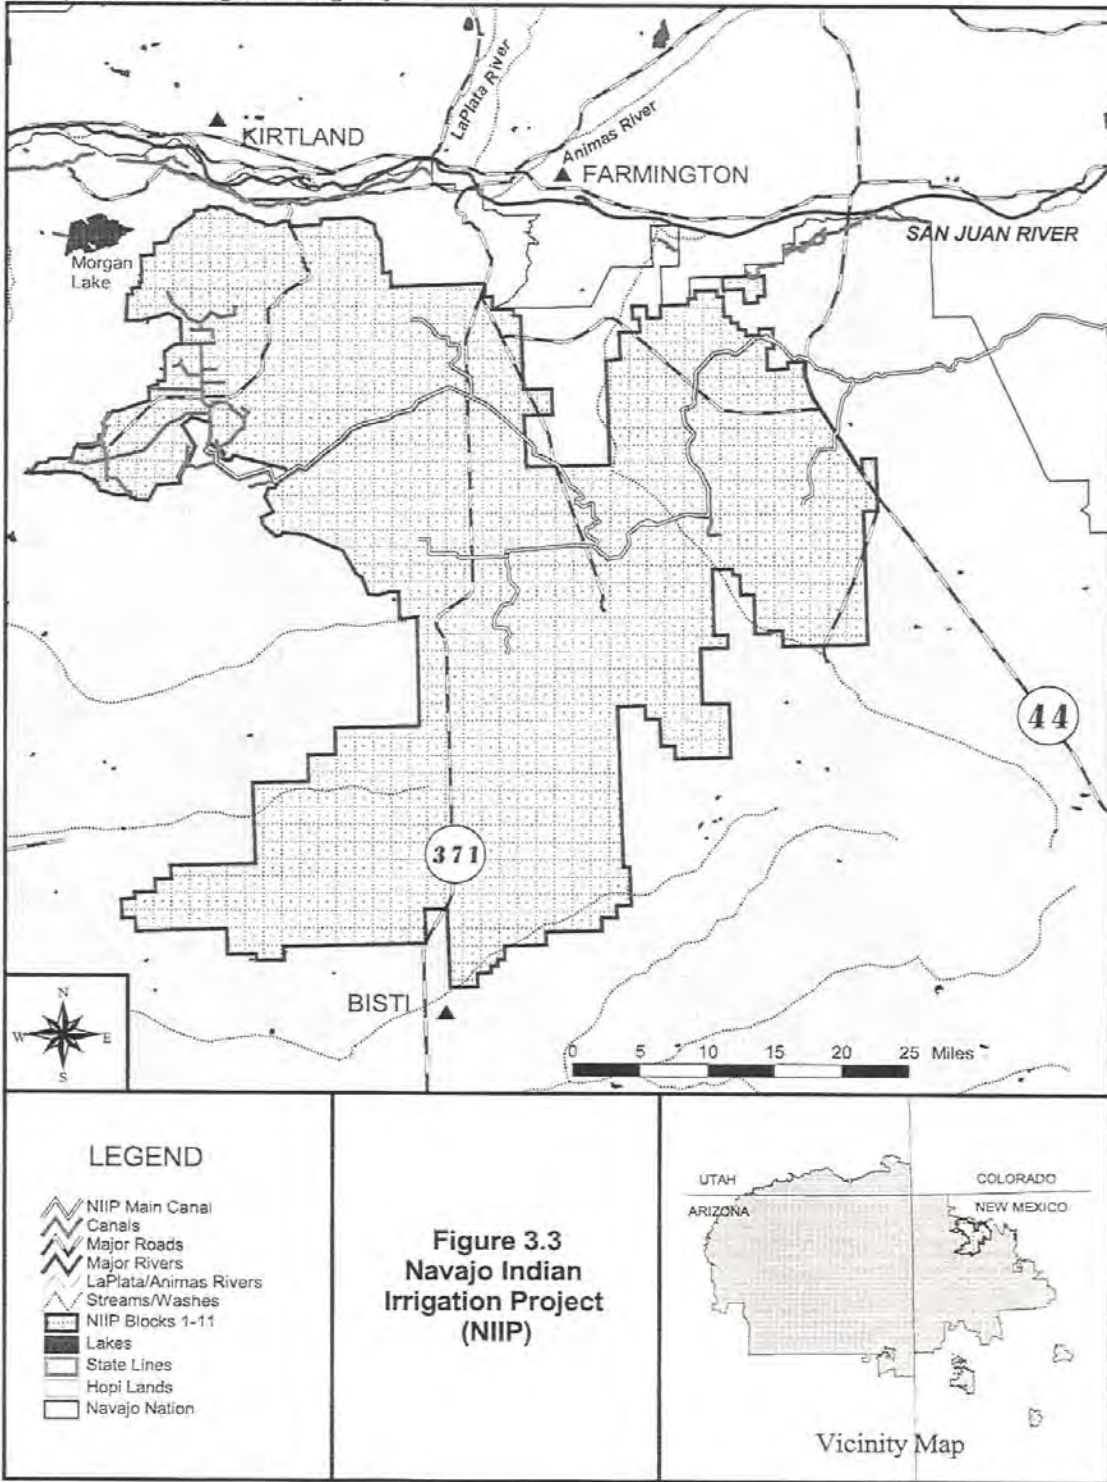 LaPlata River
Animas River
KIRTLAND
FARMINGTON
SAN JUAN RIVER
Morgan
Lake
44
371
BISTI
N
W E
S
0 5 10 15 20 25 Miles
LEGEND
NIIP Main Canal
Canals
Major Roads
Major Rivers
LaPlata/Animas Rivers
Streams/Washes
NIIP Blocks 1-11
Lakes
State Lines
Hopi Lands
Navajo Nation
Figure 3.3
Navajo Indian
Irrigation Project
(NIIP)
UTAH COLORADO
ARIZONA NEW MEXICO
Vicinity Map